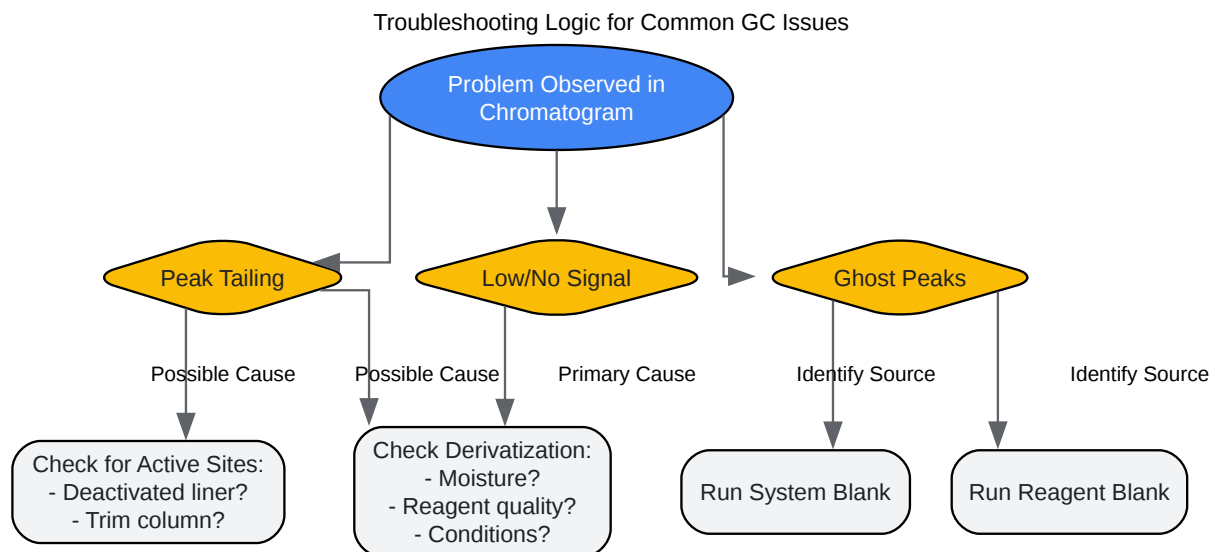 Troubleshooting Logic for Common GC Issues
Problem Observed in
Chromatogram
Peak Tailing
Low/No Signal
Ghost Peaks
Possible Cause
Possible Cause
Primary Cause
Identify Source
Identify Source
Check for Active Sites:
- Deactivated liner?
- Trim column?
Check Derivatization:
- Moisture?
- Reagent quality?
- Conditions?
Run System Blank
Run Reagent Blank